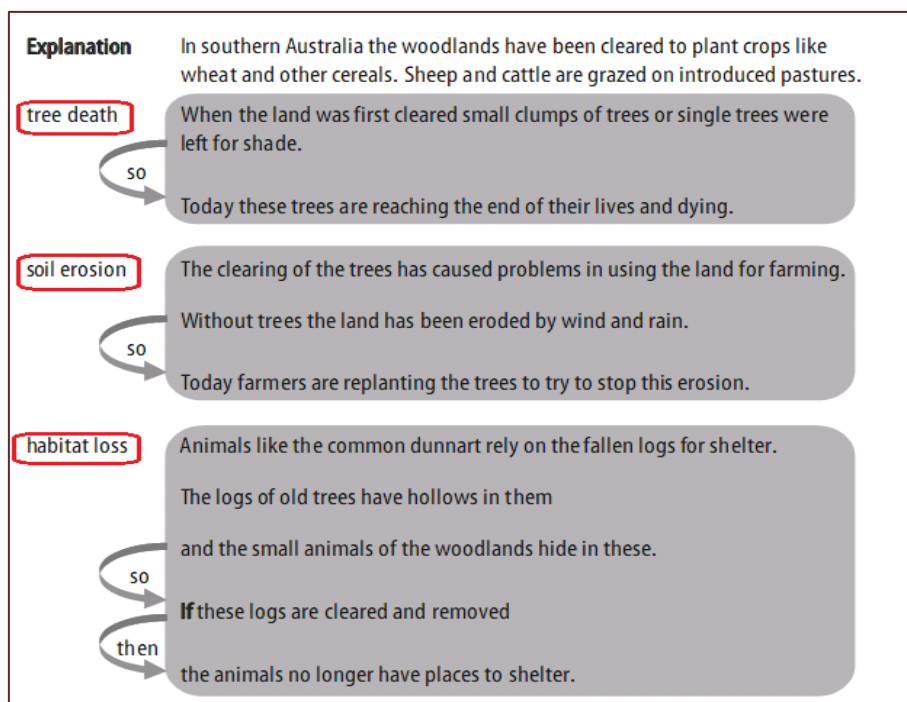 Explanation In southern Australia the woodlands have been cleared to plant crops like
wheat and other cereals. Sheep and cattle are grazed on introduced pastures.
tree death When the land was first cleared small clumps of trees or single trees were
left for shade.
so
Today these trees are reaching the end of their lives and dying.
soil erosion The clearing of the trees has caused problems in using the land for farming.
Without trees the land has been eroded by wind and rain.
so
Today farmers are replanting the trees to try to stop this erosion.
habitat loss Animals like the common dunnart rely on the fallen logs for shelter.
The logs of old trees have hollows in them
and the small animals of the woodlands hide in these.
so
If these logs are cleared and removed
then
the animals no longer have places to shelter.